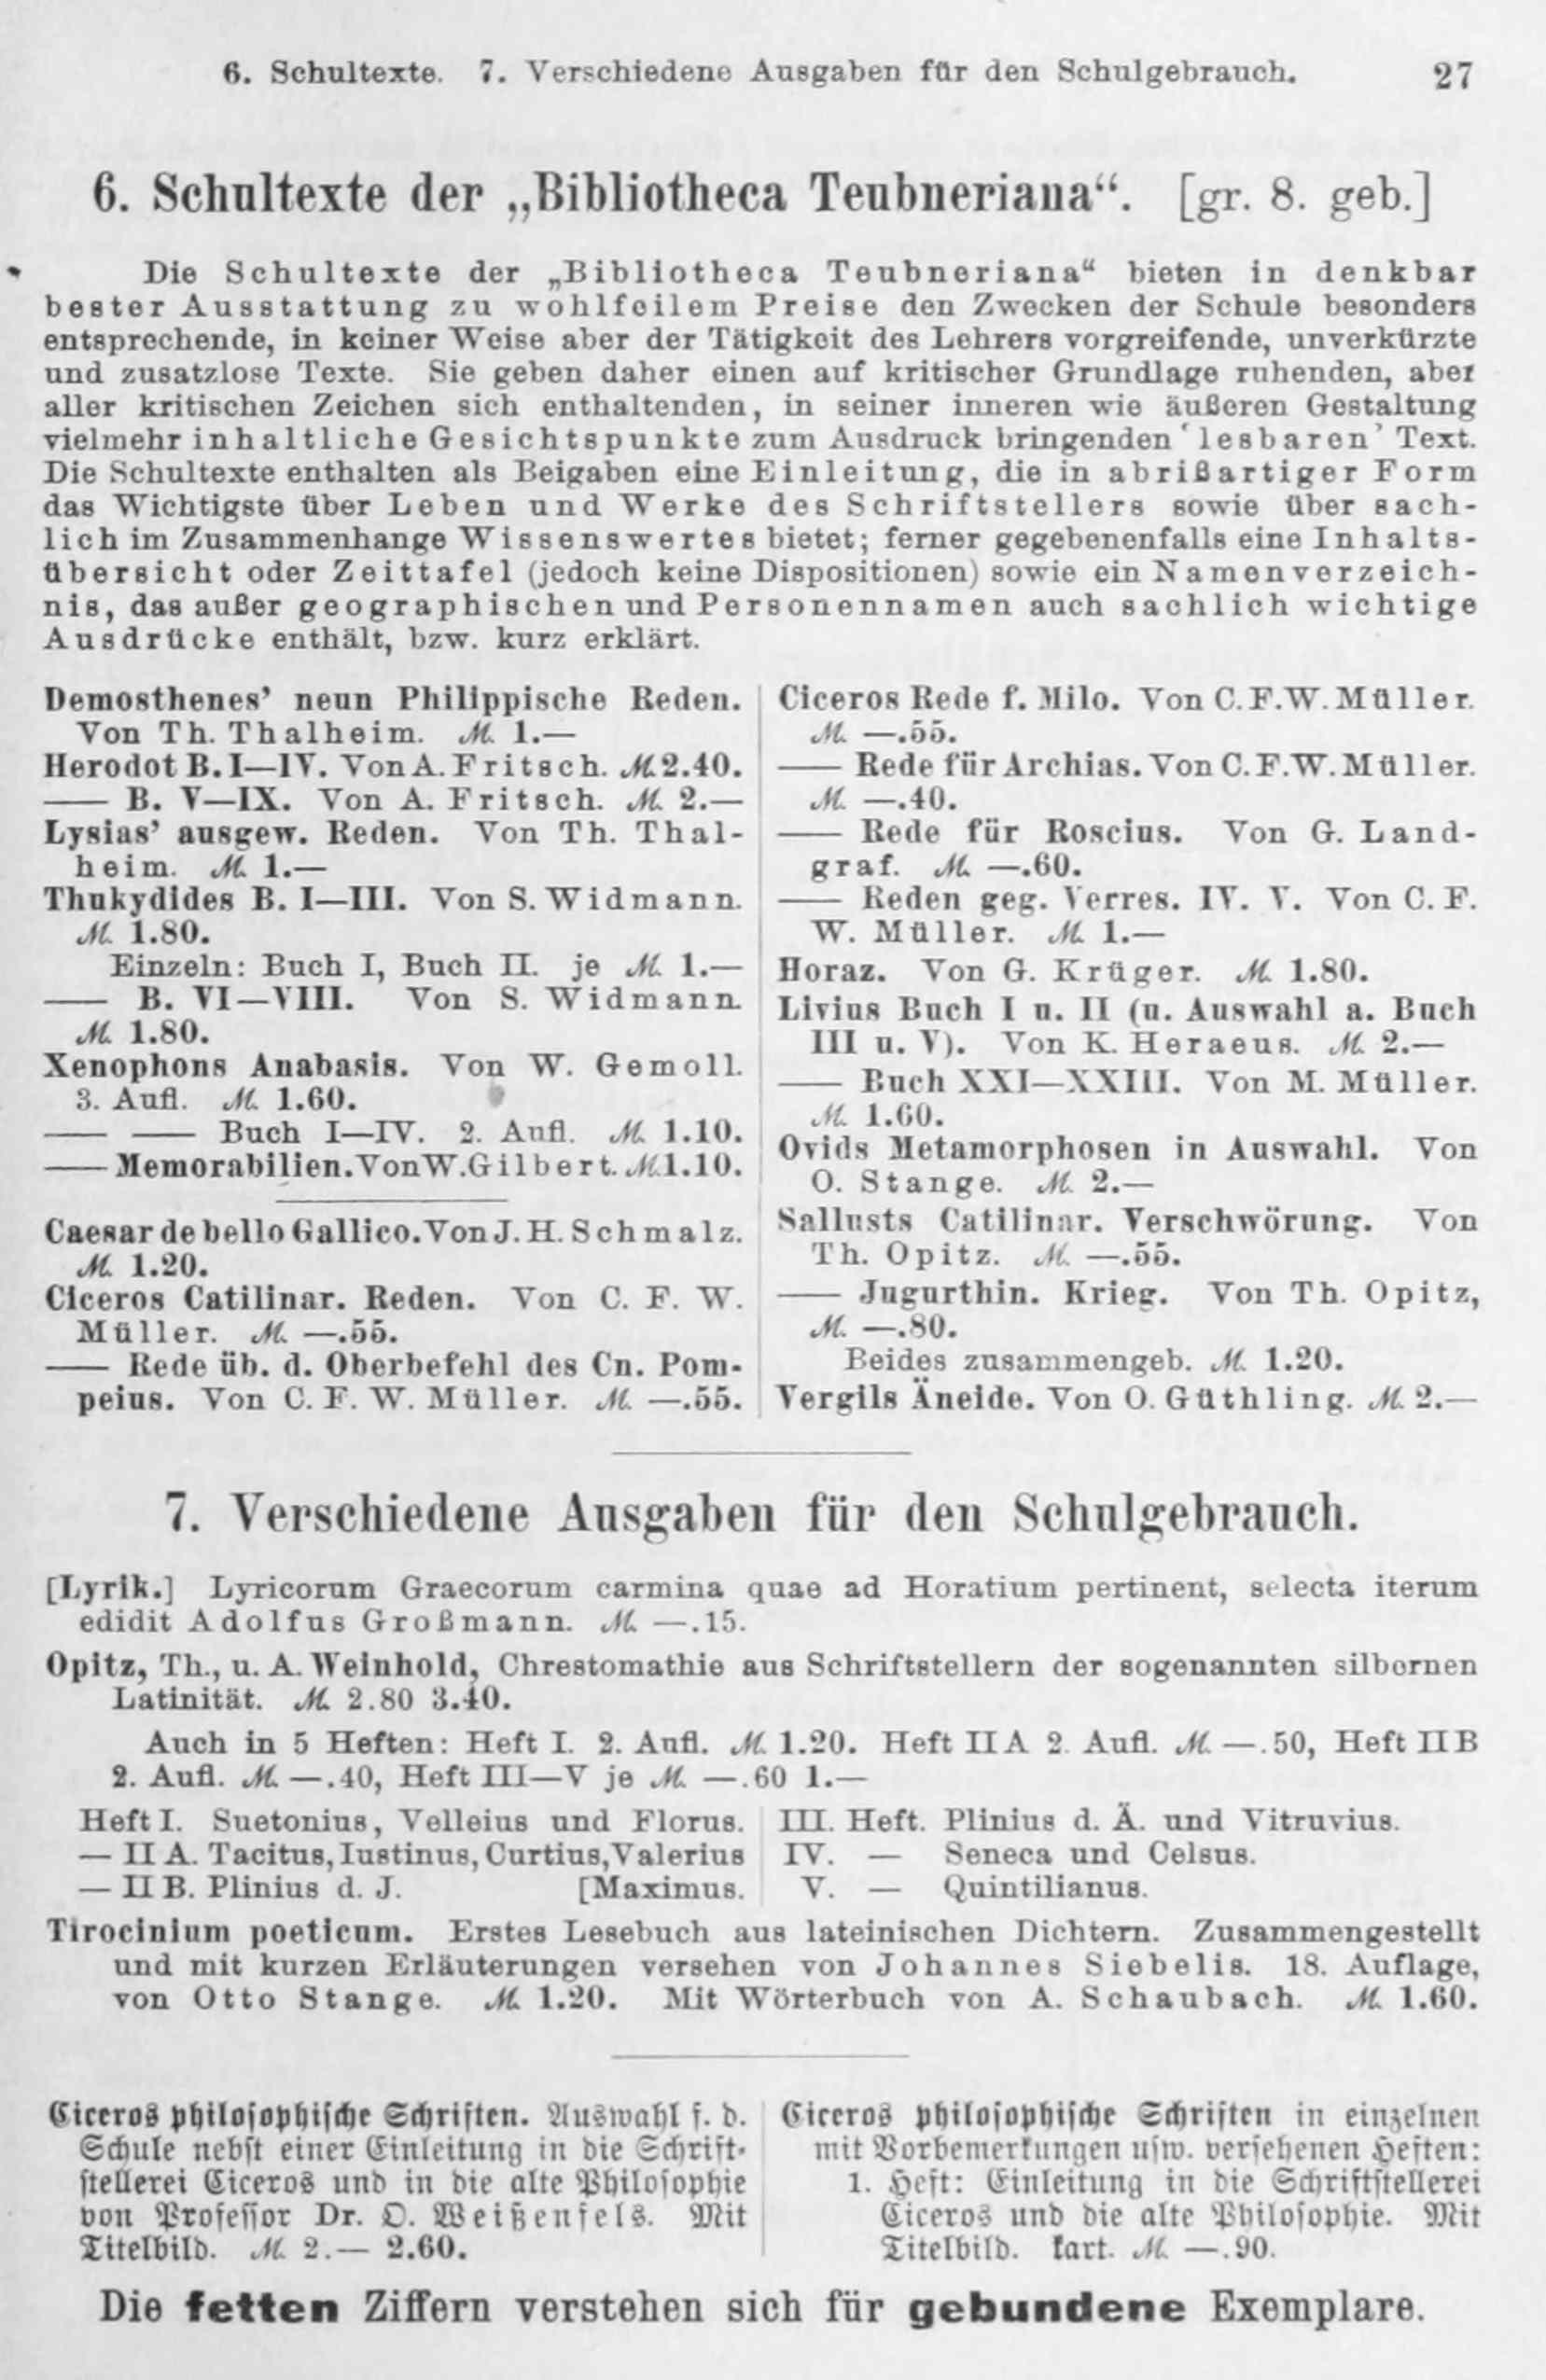 6. Schultexte. 7. Verschiedene Ausgaben für den Schulgebrauch. 27
6. Schultexte der „Bibliotheca Teubneriana“. [gr. 8. geb.]
Die Schultexte der „Bibliotheca Teubneriana“ bieten in denkbar
bester Ausstattung zu wohlfeilem Preise den Zwecken der Schule besonders
entsprechende, in keiner Weise aber der Tätigkeit des Lehrers vorgreifende, unverkürzte
und zusatzlose Texte. Sie geben daher einen auf kritischer Grundlage ruhenden, aber
aller kritischen Zeichen sich enthaltenden, in seiner inneren wie äußeren Gestaltung
vielmehr inhaltliche Gesichtspunkte zum Ausdruck bringenden ‘lesbaren’ Text.
Die Schultexte enthalten als Beigaben eine Einleitung, die in abrißartiger Form
das Wichtigste über Leben und Werke des Schriftstellers sowie über sach-
lich im Zusammenhange Wissenswertes bietet; ferner gegebenenfalls eine Inhalts-
übersicht oder Zeittafel (jedoch keine Dispositionen) sowie ein Namenverzeich-
nis, das außer geographischen und Personennamen auch sachlich wichtige
Ausdrücke enthält, bzw. kurz erklärt.
Demosthenes’ neun Philippische Reden.
Von Th. Thalheim. ℳ 1.—
Herodot B. I—IV. Von A. Fritsch. ℳ 2.40.
—— B. V—IX. Von A. Fritsch. ℳ 2.—
Lysias’ ausgew. Reden. Von Th. Thal-
heim. ℳ 1.—
Thukydides B. I—III. Von S. Widmann.
ℳ 1.80.
Einzeln: Buch I, Buch II. je ℳ 1.—
—— B. VI—VIII. Von S. Widmann.
ℳ 1.80.
Xenophons Anabasis. Von W. Gemoll.
3. Aufl. ℳ 1.60.
—— —— Buch I—IV. 2. Aufl. ℳ 1.10.
—— Memorabilien. Von W. Gilbert. ℳ 1.10.
Caesar de bello Gallico. Von J. H. Schmalz.
ℳ 1.20.
Ciceros Catilinar. Reden. Von C. F. W.
Müller. ℳ —.55.
—— Rede üb. d. Oberbefehl des Cn. Pom-
peius. Von C. F. W. Müller. ℳ —.55.
Ciceros Rede f. Milo. Von C. F. W. Müller.
ℳ —.55.
—— Rede für Archias. Von C. F. W. Müller.
ℳ —.40.
—— Rede für Roscius. Von G. Land-
graf. ℳ —.60.
—— Reden geg. Verres. IV. V. Von C. F.
W. Müller. ℳ 1.—
Horaz. Von G. Krüger. ℳ 1.80.
Livius Buch I u. II (u. Auswahl a. Buch
III u. V). Von K. Heraeus. ℳ 2.—
—— Buch XXI—XXIII. Von M. Müller.
ℳ 1.60.
Ovids Metamorphosen in Auswahl. Von
O. Stange. ℳ 2.—
Sallusts Catilinar. Verschwörung. Von
Th. Opitz. ℳ —.55.
—— Jugurthin. Krieg. Von Th. Opitz,
ℳ —.80.
Beides zusammengeb. ℳ 1.20.
Vergils Äneide. Von O. Güthling. ℳ 2.—
7. Verschiedene Ausgaben für den Schulgebrauch.
[Lyrik.] Lyricorum Graecorum carmina quae ad Horatium pertinent, selecta iterum
edidit Adolfus Großmann. ℳ —.15.
Opitz, Th., u. A. Weinhold, Chrestomathie aus Schriftstellern der sogenannten silbernen
Latinität. ℳ 2.80 3.40.
Auch in 5 Heften: Heft I. 2. Aufl. ℳ 1.20. Heft II A 2. Aufl. ℳ —.50, Heft II B
2. Aufl. ℳ —.40, Heft III—V je ℳ —.60 1.—
Heft I. Suetonius, Velleius und Florus.
— II A. Tacitus, Iustinus, Curtius, Valerius
— II B. Plinius d. J. [Maximus.
III. Heft. Plinius d. Ä. und Vitruvius.
IV. — Seneca und Celsus.
V. — Quintilianus.
Tirocinium poeticum. Erstes Lesebuch aus lateinischen Dichtern. Zusammengestellt
und mit kurzen Erläuterungen versehen von Johannes Siebelis. 18. Auflage,
von Otto Stange. ℳ 1.20. Mit Wörterbuch von A. Schaubach. ℳ 1.60.
Ciceros philosophische Schriften. Auswahl f. d.
Schule nebst einer Einleitung in die Schrift-
stellerei Ciceros und in die alte Philosophie
von Professor Dr. O. Weißenfels. Mit
Titelbild. ℳ 2.— 2.60.
Ciceros philosophische Schriften in einzelnen
mit Vorbemerkungen usw. versehenen Heften:
1. Heft: Einleitung in die Schriftstellerei
Ciceros und die alte Philosophie. Mit
Titelbild. kart. ℳ —.90.
Die fetten Ziffern verstehen sich für gebundene Exemplare.